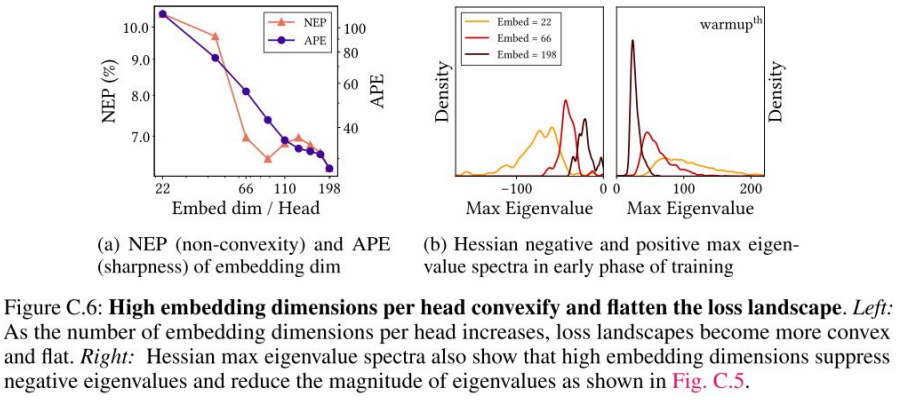 10.0
9.0
8.0
7.0
NEP (%)
NEP
APE
100
80
60
40
APE
22
66
110
198
Embed dim / Head
Embed = 22
Embed = 66
Embed = 198
Density
−100
0
Max Eigenvalue
warmupth
0
100
200
Max Eigenvalue
Density
(a) NEP (non-convexity) and APE
(sharpness) of embedding dim
(b) Hessian negative and positive max eigen-
value spectra in early phase of training
Figure C.6: High embedding dimensions per head convexify and flatten the loss landscape. Left:
As the number of embedding dimensions per head increases, loss landscapes become more convex
and flat. Right: Hessian max eigenvalue spectra also show that high embedding dimensions suppress
negative eigenvalues and reduce the magnitude of eigenvalues as shown in Fig. C.5.